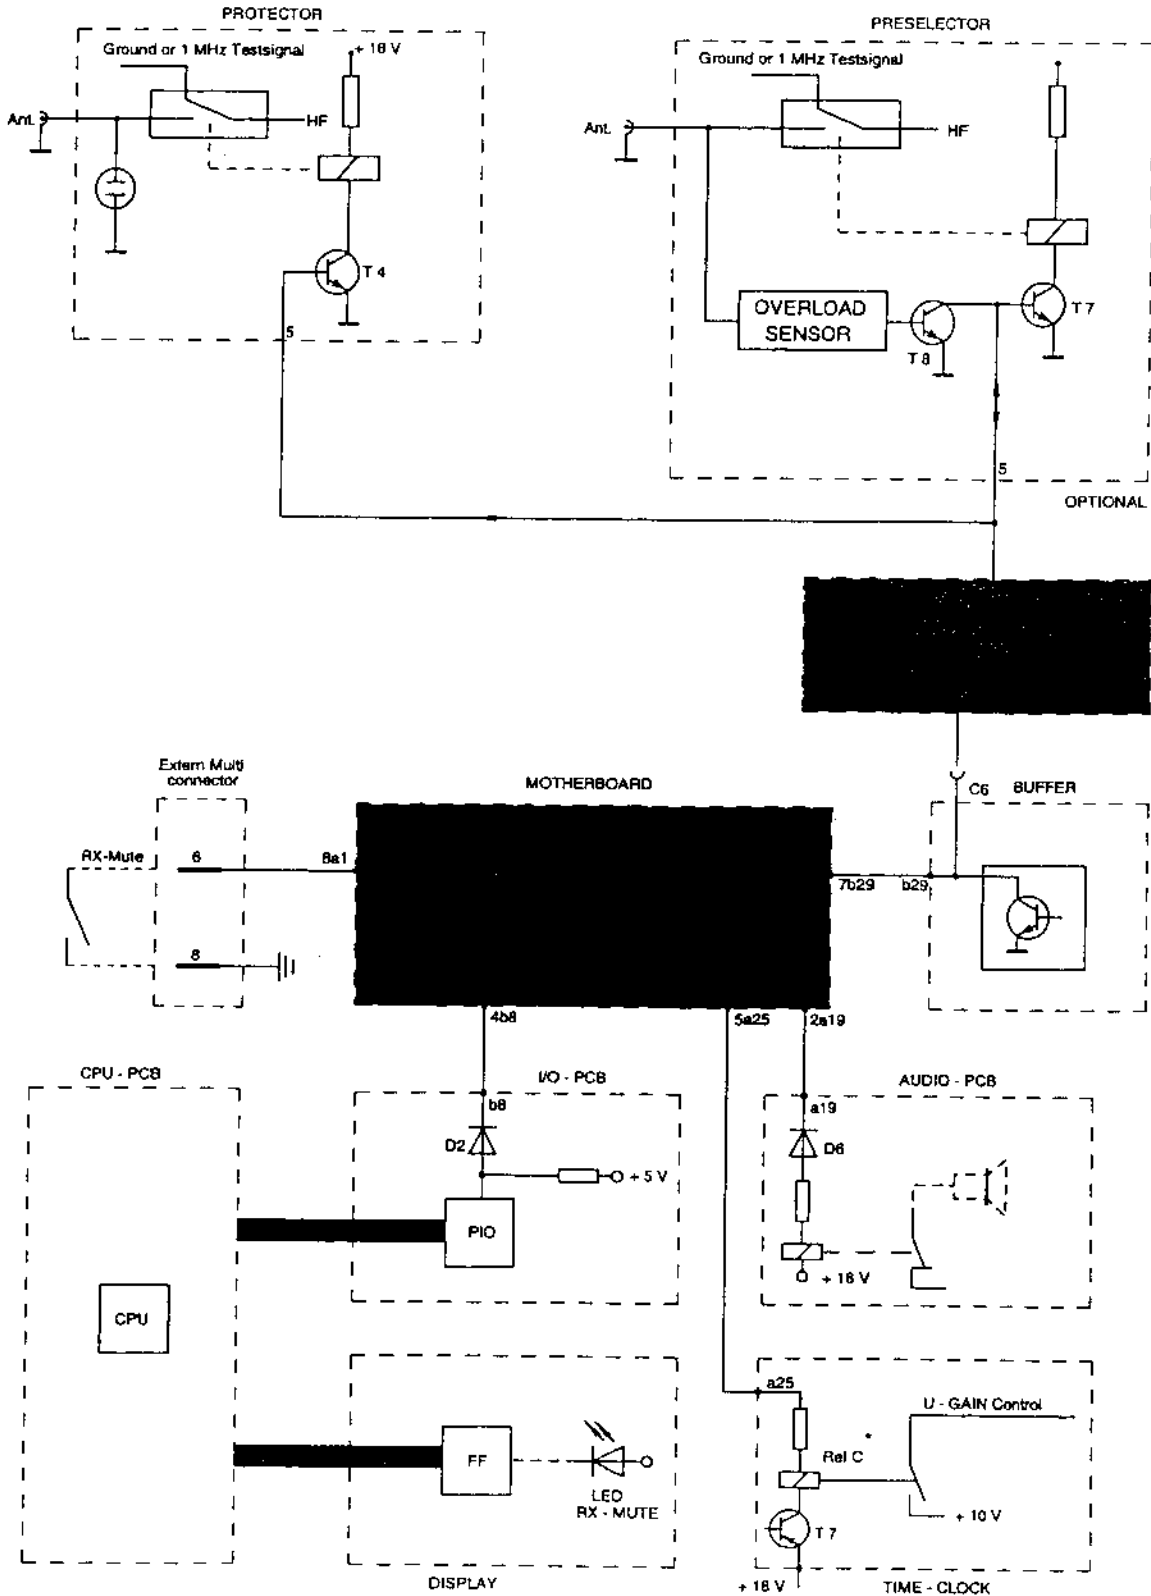 PROTECTOR
PRESELECTOR
Ground or 1 MHz Testsignal
+ 18 V
Ground or 1 MHz Testsignal
Ant.
HF
Ant.
HF
T 4
OVERLOAD
SENSOR
T 8
T 7
5
5
OPTIONAL
Extern Multi
connector
MOTHERBOARD
C6
BUFFER
RX-Mute
6
8a1
7b29
b29
8
4b8
5a25
2a19
CPU - PCB
I/O - PCB
AUDIO - PCB
b8
a19
D2
D6
+ 5 V
PIO
+ 18 V
CPU
a25
U - GAIN Control
Rel C
FF
LED
RX - MUTE
+ 10 V
T 7
DISPLAY
+ 18 V
TIME - CLOCK